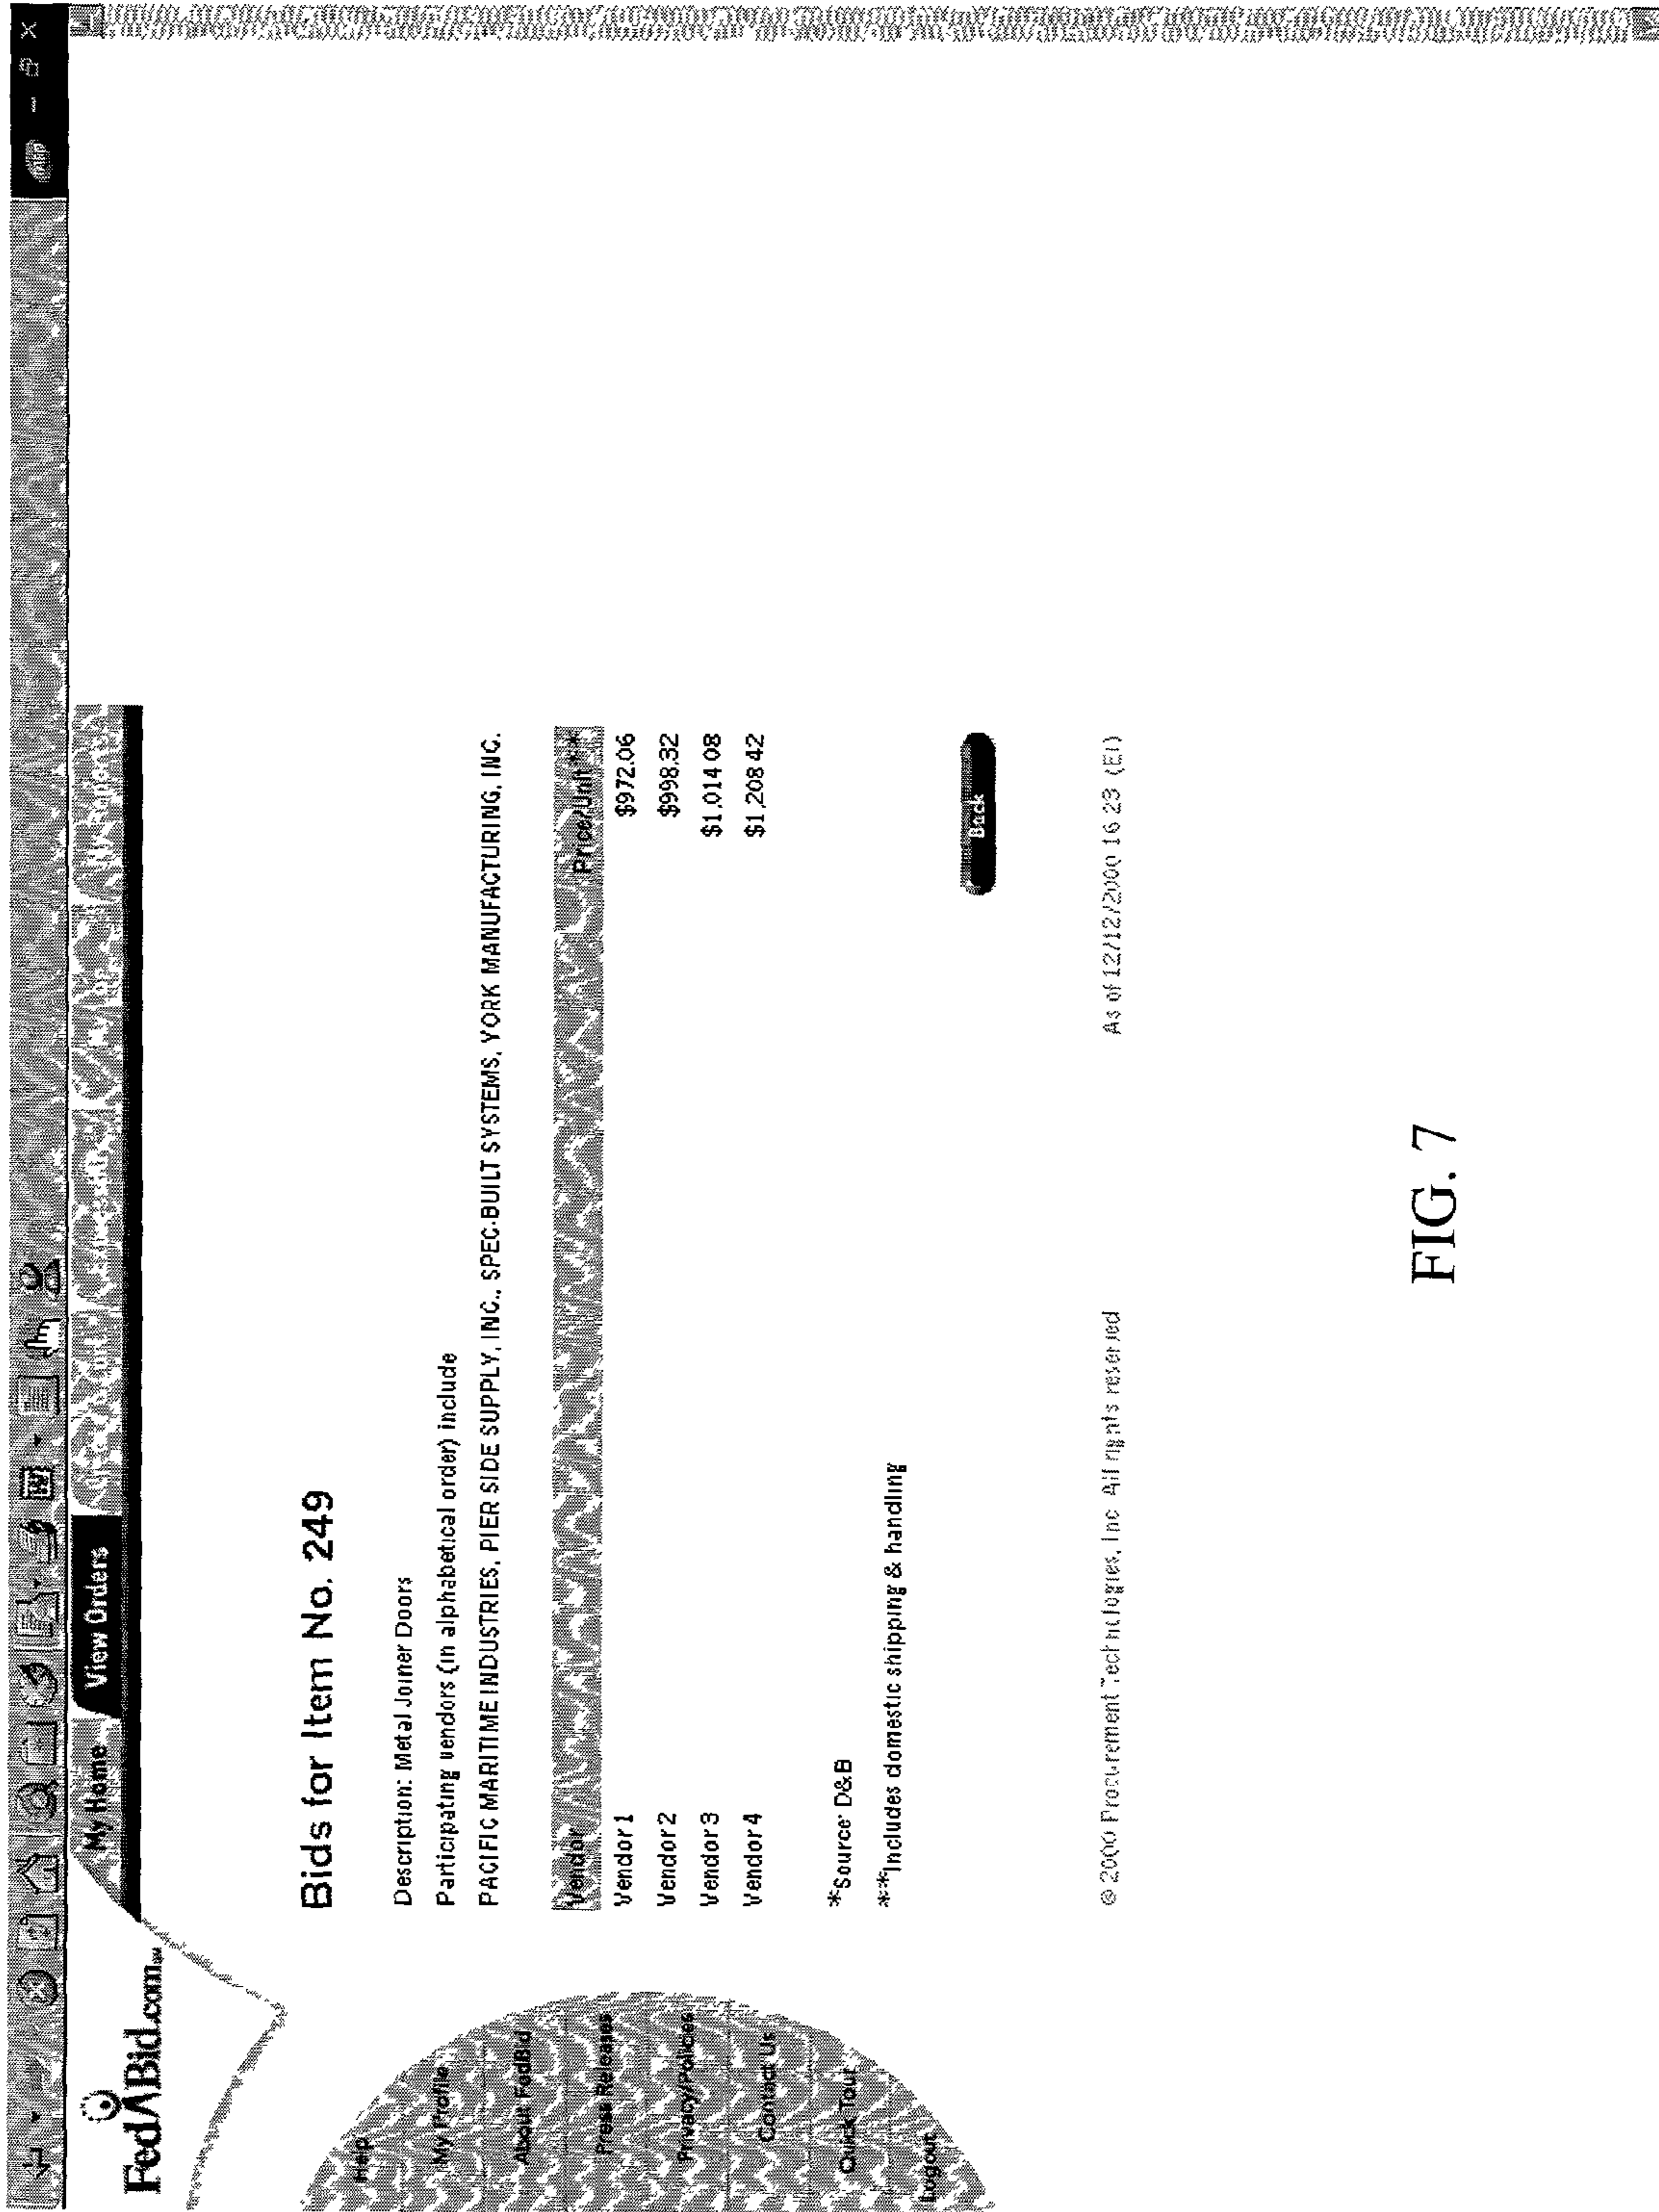 FedBid.com
My Home
View Orders
Help
My Profile
About FedBid
Press Releases
Privacy/Policies
Contact Us
Quick Tour
Logout
Bids for Item No. 249
Description: Metal Joiner Doors
Participating vendors (in alphabetical order) include
PACIFIC MARITIME INDUSTRIES, PIER SIDE SUPPLY, INC., SPEC-BUILT SYSTEMS, YORK MANUFACTURING, INC.
Vendor Price/Unit**
Vendor 1 $972.06
Vendor 2 $998.32
Vendor 3 $1,014 08
Vendor 4 $1,208 42
*Source: D&B
**Includes domestic shipping & handling
Back
© 2000 Procurement Technologies, Inc All rights reserved As of 12/12/2000 16 23 (ET)
FIG. 7